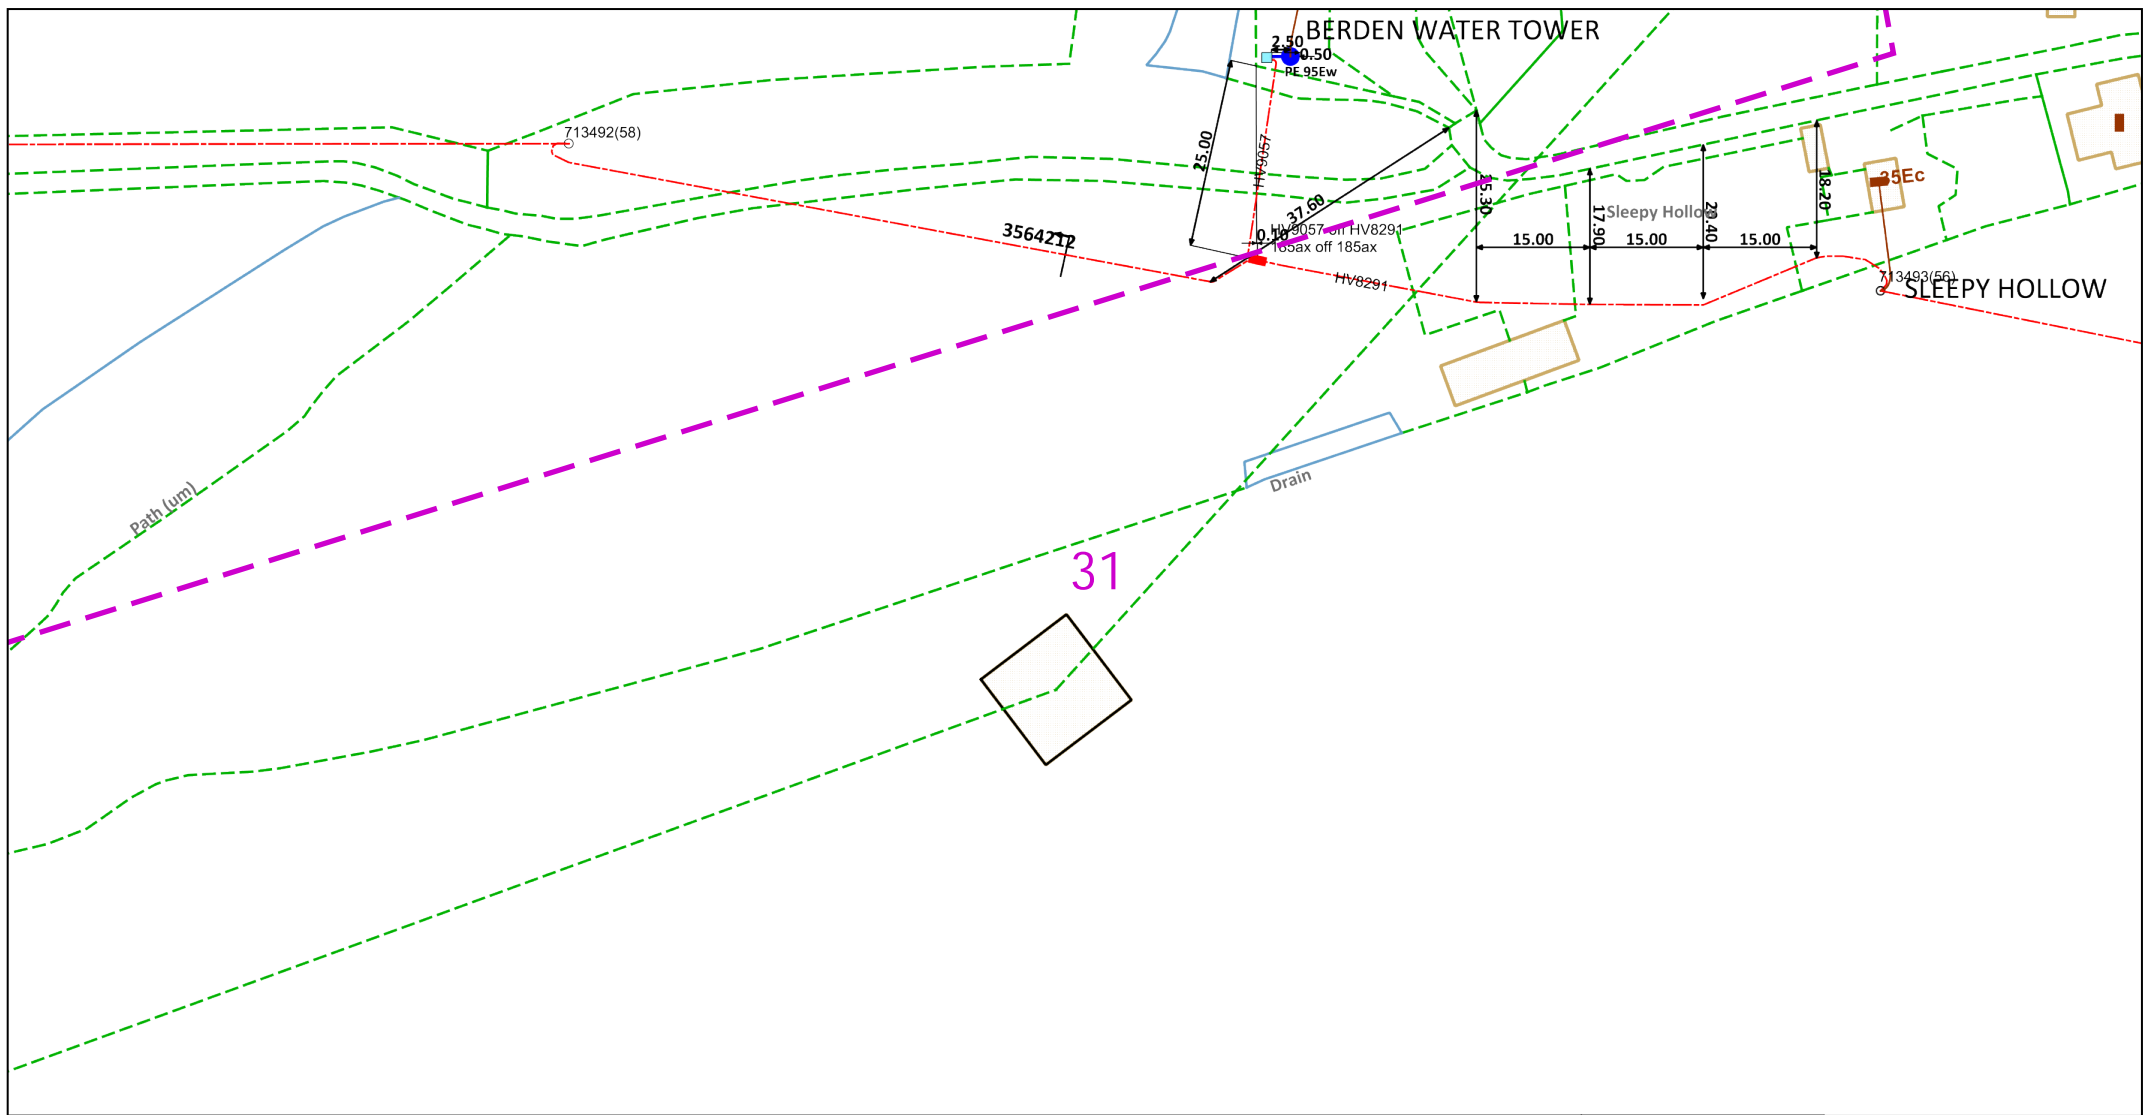 BERDEN WATER TOWER
2.50
0.50
PE.95Ew
713492(58)
25.00
HV9057
37.60
25.30
18.20
35Ec
17.90
Sleepy Hollow
20.40
3564212
0.10
HV9057 off HV8291
185ax off 185ax
15.00
15.00
15.00
HV8291
713493(56)
SLEEPY HOLLOW
Path (um)
Drain
31